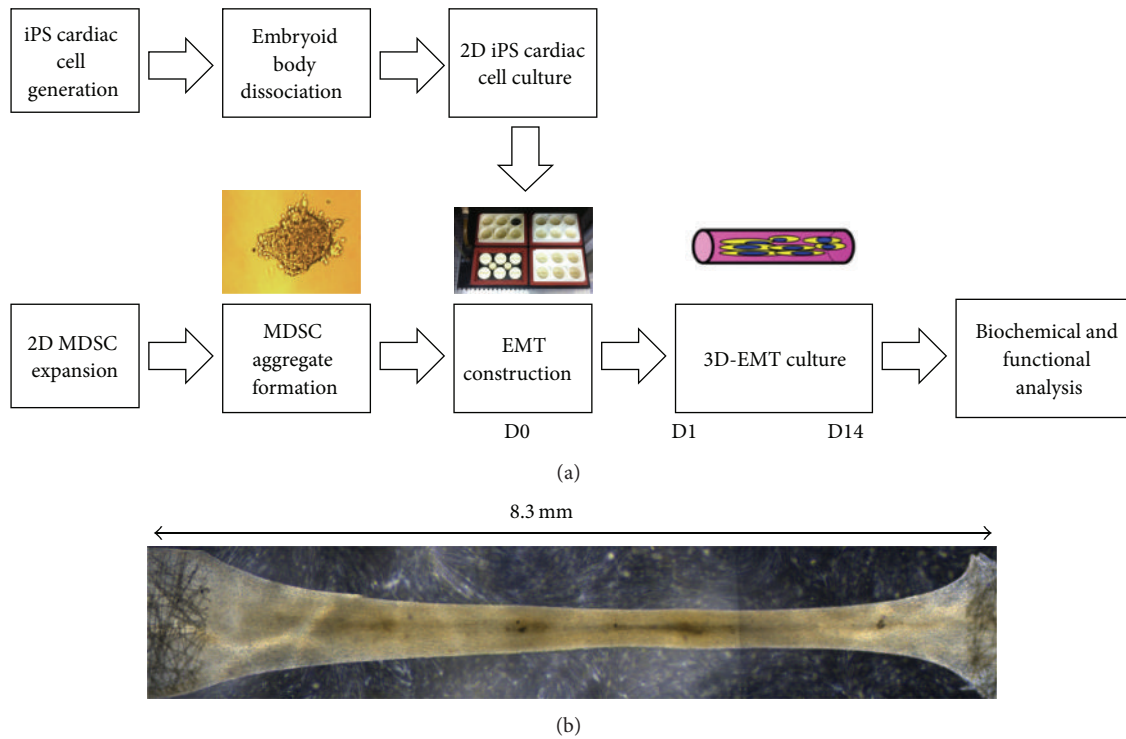 iPS cardiac
cell
generation
Embryoid
body
dissociation
2D iPS cardiac
cell culture
2D MDSC
expansion
MDSC
aggregate
formation
EMT
construction
3D-EMT culture
Biochemical and
functional
analysis
D0
D1
D14
(a)
8.3 mm
(b)